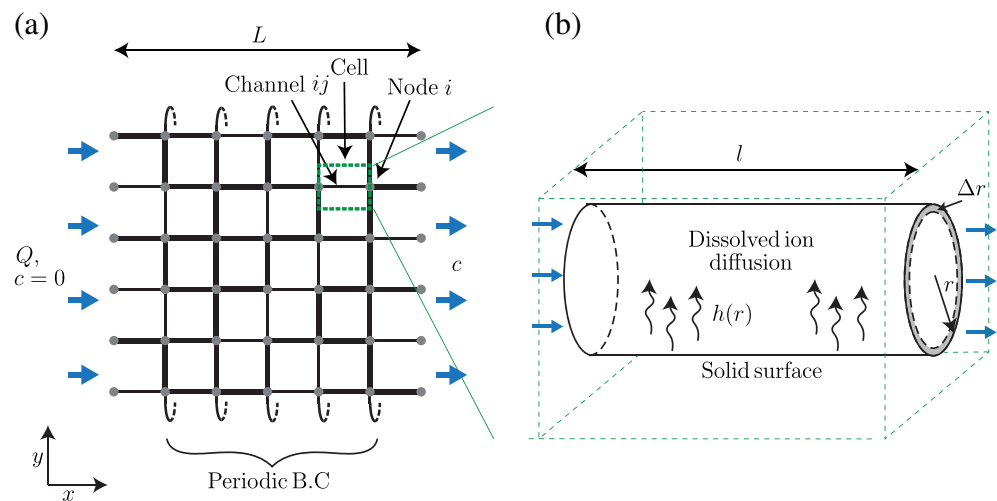 (a)
L
Cell
Channel ij
Node i
Q,
c = 0
c
y
x
Periodic B.C
(b)
l
Δr
Dissolved ion
diffusion
r
h(r)
Solid surface